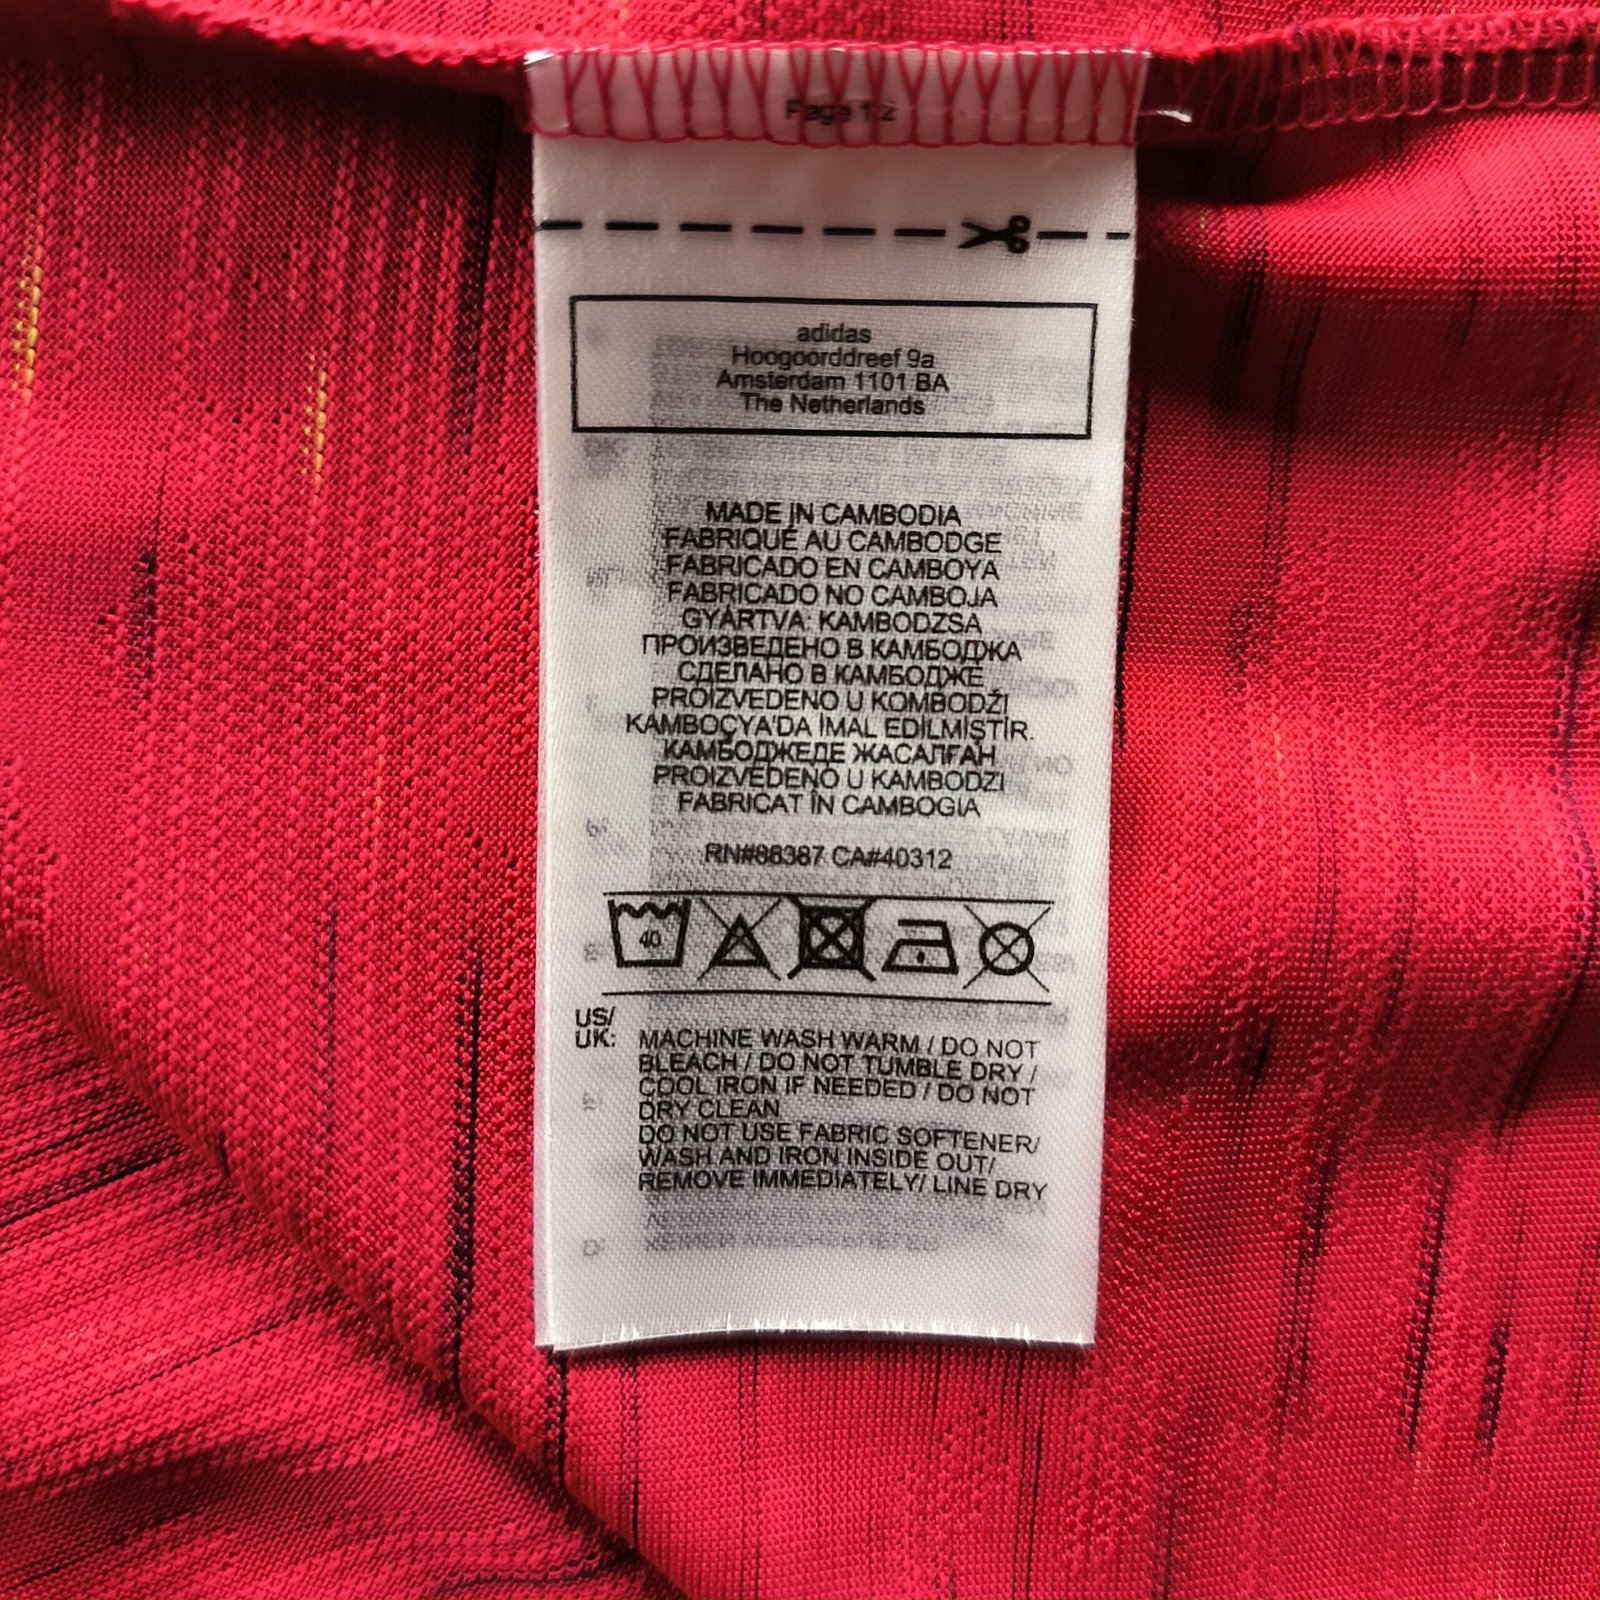 Page 12
adidas
Hoogoorddreef 9a
Amsterdam 1101 BA
The Netherlands
MADE IN CAMBODIA
FABRIQUÉ AU CAMBODGE
FABRICADO EN CAMBOYA
FABRICADO NO CAMBOJA
GYÁRTVA: KAMBODZSA
ПРОИЗВЕДЕНО В КАМБОДЖА
СДЕЛАНО В КАМБОДЖЕ
PROIZVEDENO U KOMBODŽI
KAMBOÇYA'DA İMAL EDİLMİŞTİR.
КАМБОДЖЕДЕ ЖАСАЛҒАН
PROIZVEDENO U KAMBODZI
FABRICAT ÎN CAMBOGIA
RN#88387 CA#40312
40
US/
UK: MACHINE WASH WARM / DO NOT
BLEACH / DO NOT TUMBLE DRY /
COOL IRON IF NEEDED / DO NOT
DRY CLEAN
DO NOT USE FABRIC SOFTENER/
WASH AND IRON INSIDE OUT/
REMOVE IMMEDIATELY/ LINE DRY